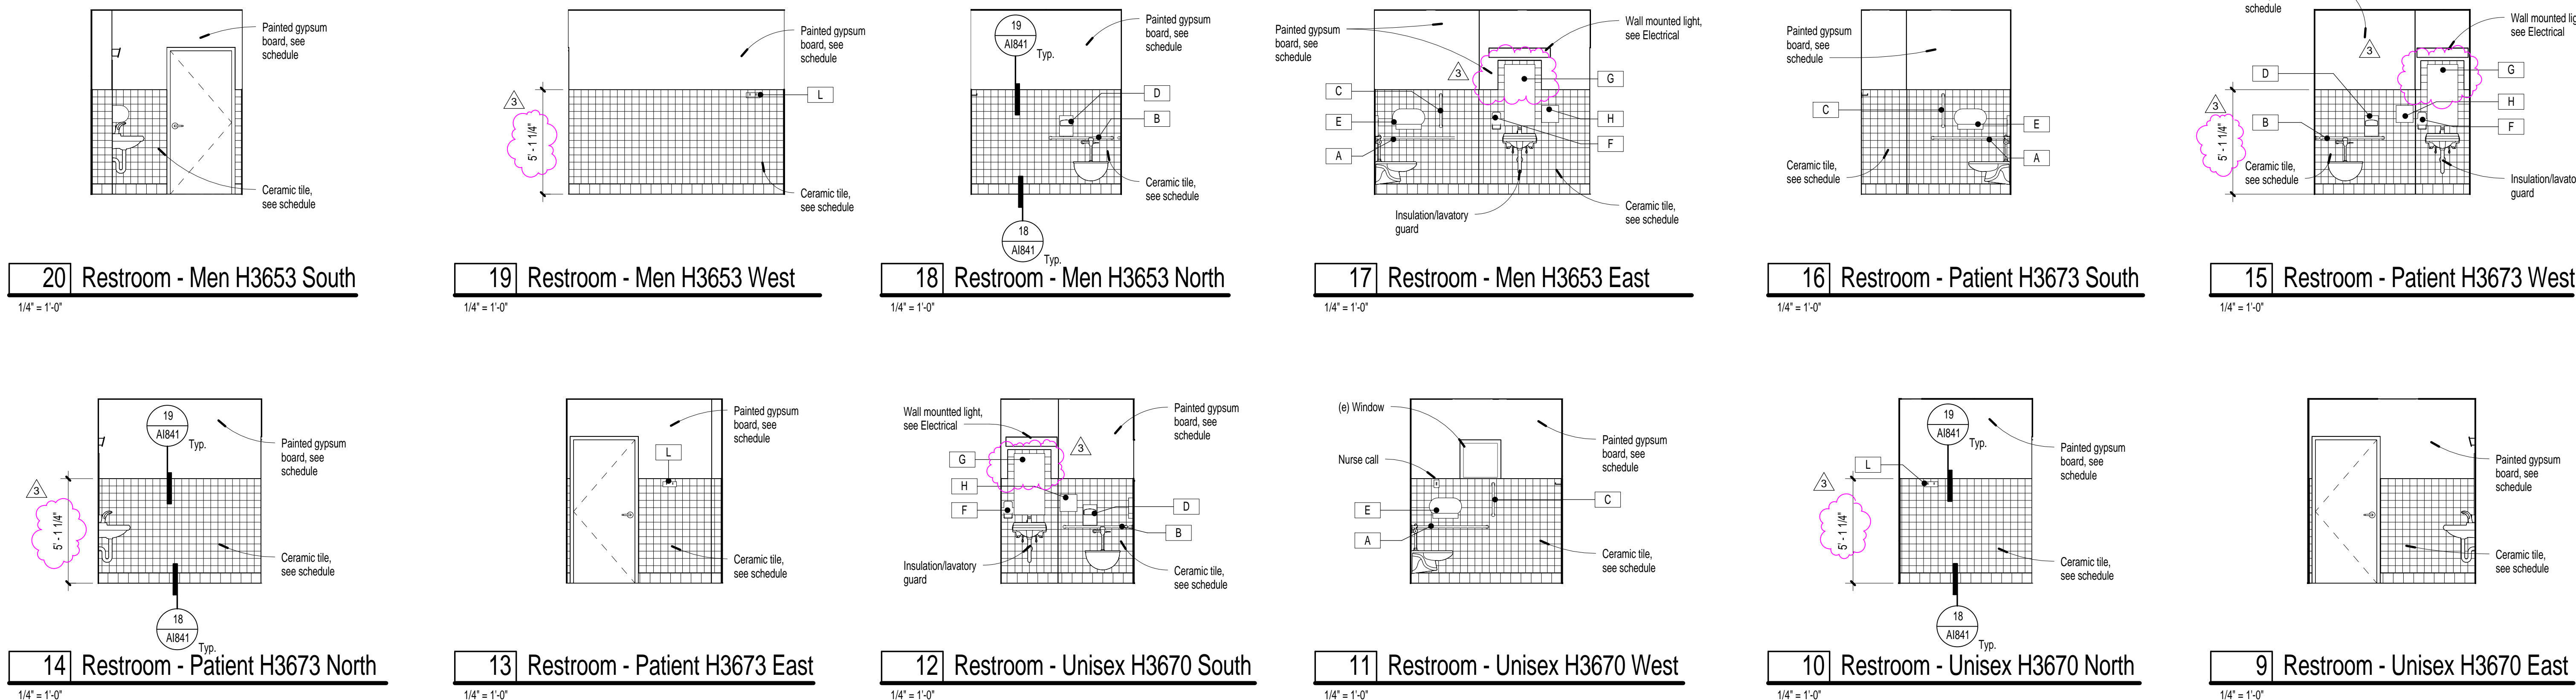 Painted gypsum
board, see
schedule
Ceramic tile,
see schedule
20 Restroom - Men H3653 South
1/4" = 1'-0"
3
5' - 1 1/4"
Painted gypsum
board, see
schedule
L
Ceramic tile,
see schedule
19 Restroom - Men H3653 West
1/4" = 1'-0"
19
AI841
Typ.
Painted gypsum
board, see
schedule
D
B
Ceramic tile,
see schedule
18
AI841
Typ.
18 Restroom - Men H3653 North
1/4" = 1'-0"
Painted gypsum
board, see
schedule
Wall mounted light,
see Electrical
3
G
C
H
E
F
A
Insulation/lavatory
guard
Ceramic tile,
see schedule
17 Restroom - Men H3653 East
1/4" = 1'-0"
Painted gypsum
board, see
schedule
C
E
A
Ceramic tile,
see schedule
16 Restroom - Patient H3673 South
1/4" = 1'-0"
schedule
Wall mounted lig
see Electrical
3
D
G
3
H
B
F
5' - 1 1/4"
Ceramic tile,
see schedule
Insulation/lavato
guard
15 Restroom - Patient H3673 West
1/4" = 1'-0"
19
AI841
Typ.
Painted gypsum
board, see
schedule
3
5' - 1 1/4"
Ceramic tile,
see schedule
18
AI841
Typ.
14 Restroom - Patient H3673 North
1/4" = 1'-0"
Painted gypsum
board, see
schedule
L
Ceramic tile,
see schedule
13 Restroom - Patient H3673 East
1/4" = 1'-0"
Wall mountted light,
see Electrical
3
Painted gypsum
board, see
schedule
G
H
F
D
B
Insulation/lavatory
guard
Ceramic tile,
see schedule
12 Restroom - Unisex H3670 South
1/4" = 1'-0"
(e) Window
Painted gypsum
board, see
schedule
Nurse call
C
E
A
Ceramic tile,
see schedule
11 Restroom - Unisex H3670 West
1/4" = 1'-0"
19
AI841
Typ.
Painted gypsum
board, see
schedule
L
3
5' - 1 1/4"
Ceramic tile,
see schedule
18
AI841
Typ.
10 Restroom - Unisex H3670 North
1/4" = 1'-0"
Painted gypsum
board, see
schedule
Ceramic tile,
see schedule
9 Restroom - Unisex H3670 East
1/4" = 1'-0"